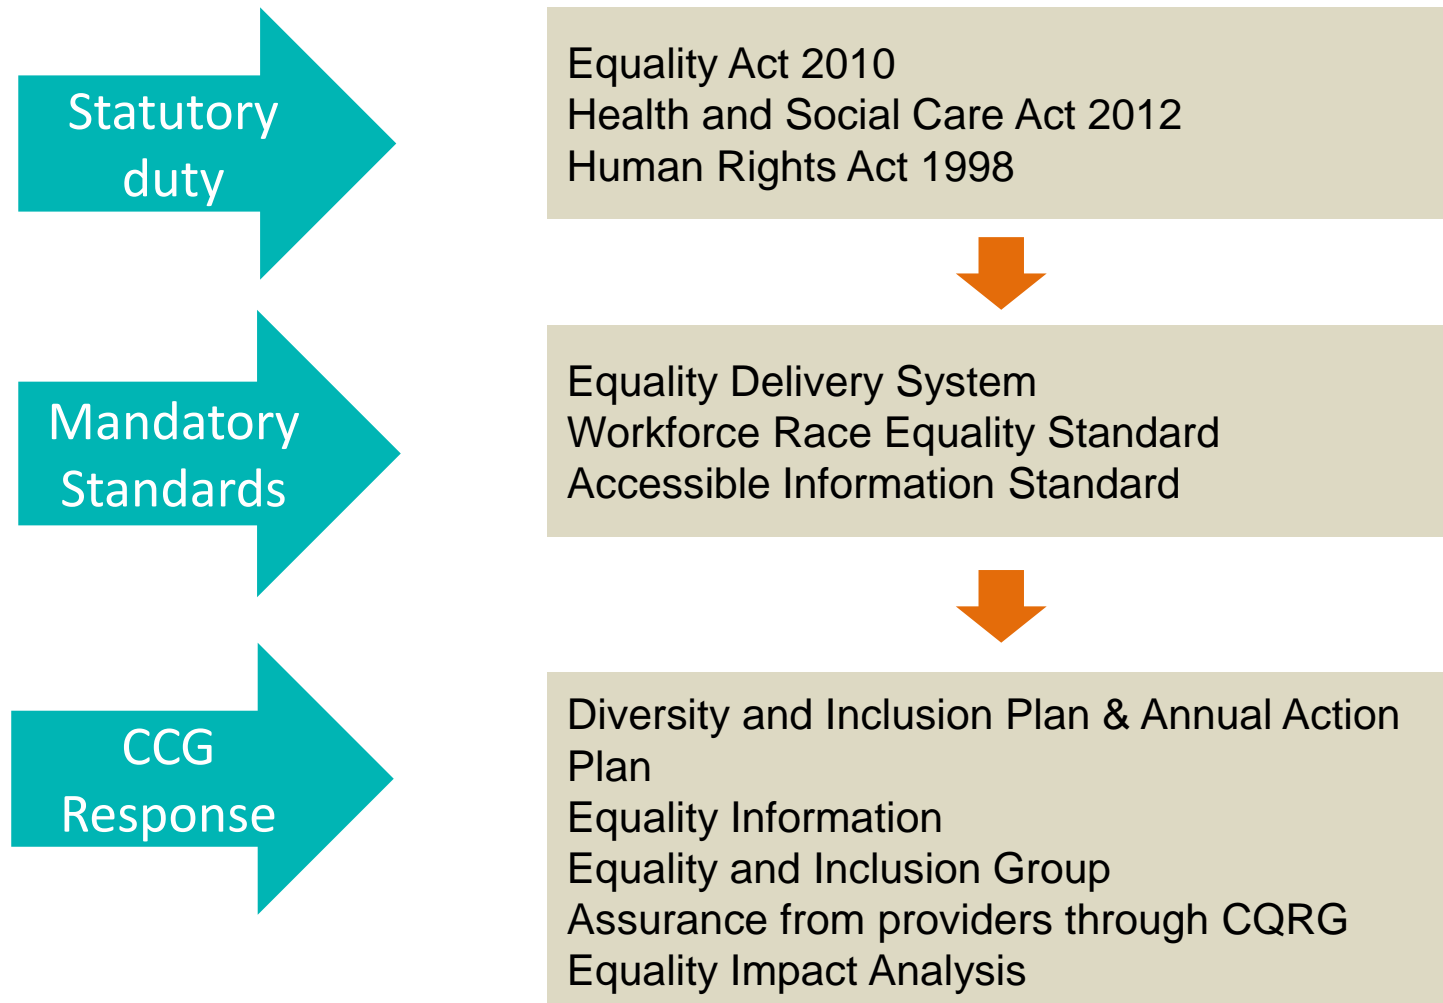 Statutory
duty
Equality Act 2010
Health and Social Care Act 2012
Human Rights Act 1998
Mandatory
Standards
Equality Delivery System
Workforce Race Equality Standard
Accessible Information Standard
CCG
Response
Diversity and Inclusion Plan & Annual Action
Plan
Equality Information
Equality and Inclusion Group
Assurance from providers through CQRG
Equality Impact Analysis